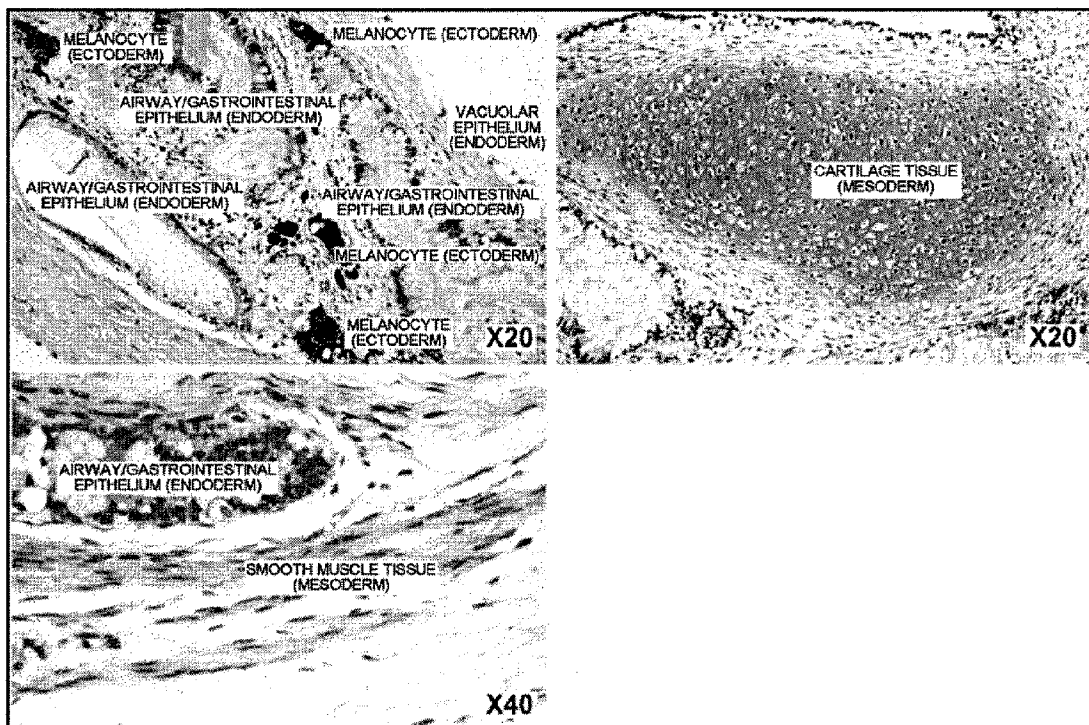 MELANOCYTE
(ECTODERM)
MELANOCYTE (ECTODERM)
AIRWAY/GASTROINTESTINAL
EPITHELIUM (ENDODERM)
VACUOLAR
EPITHELIUM
(ENDODERM)
AIRWAY/GASTROINTESTINAL
EPITHELIUM (ENDODERM)
AIRWAY/GASTROINTESTINAL
EPITHELIUM (ENDODERM)
MELANOCYTE (ECTODERM)
MELANOCYTE
(ECTODERM)
X20
CARTILAGE TISSUE
(MESODERM)
X20
AIRWAY/GASTROINTESTINAL
EPITHELIUM (ENDODERM)
SMOOTH MUSCLE TISSUE
(MESODERM)
X40